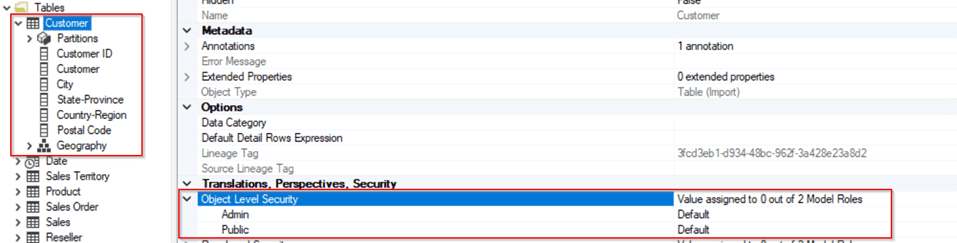 Tables
Customer
Partitions
Customer ID
Customer
City
State-Province
Country-Region
Postal Code
Geography
Date
Sales Territory
Product
Sales Order
Sales
Reseller
Hidden False
Name Customer
Metadata
Annotations 1 annotation
Error Message
Extended Properties 0 extended properties
Object Type Table (Import)
Options
Data Category
Default Detail Rows Expression
Lineage Tag 3fcd3eb1-d934-48bc-962f-3a428e23a8d2
Source Lineage Tag
Translations, Perspectives, Security
Object Level Security Value assigned to 0 out of 2 Model Roles
Admin Default
Public Default